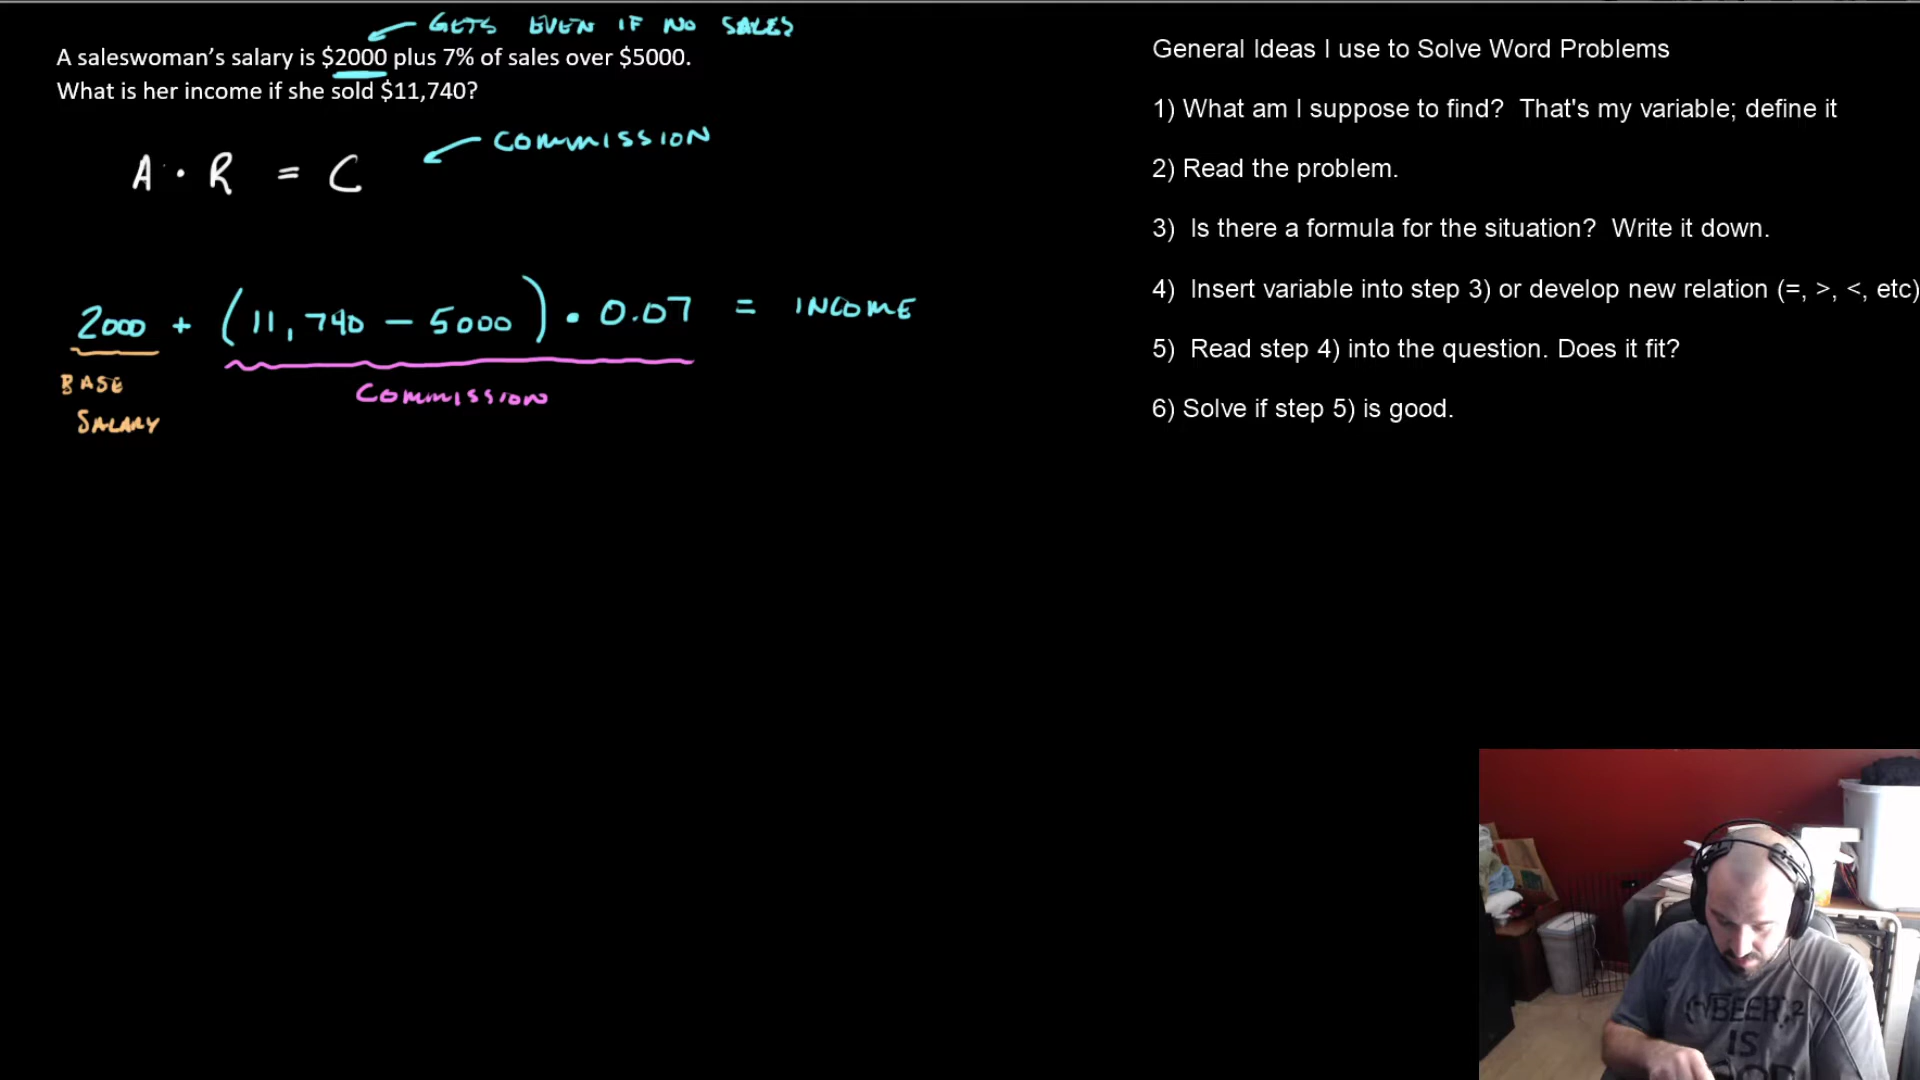 GETS EVEN IF NO SALES
A saleswoman’s salary is $2000 plus 7% of sales over $5000.
What is her income if she sold $11,740?
COMMISSION
A · R = C
2000 + (11,740 − 5000) · 0.07 = INCOME
BASE
SALARY
COMMISSION
General Ideas I use to Solve Word Problems
1) What am I suppose to find?  That's my variable; define it
2) Read the problem.
3)  Is there a formula for the situation?  Write it down.
4)  Insert variable into step 3) or develop new relation (=, >, <, etc)
5)  Read step 4) into the question. Does it fit?
6) Solve if step 5) is good.
(√BEER)²
IS
GOOD